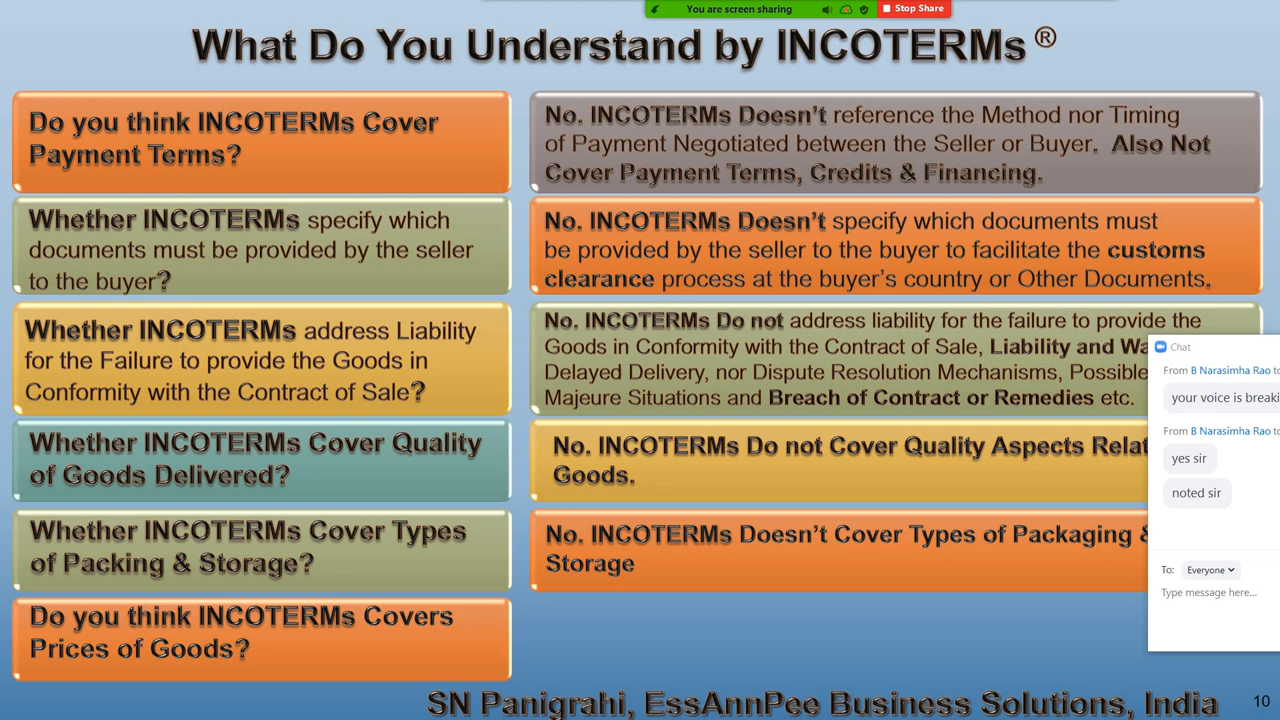 You are screen sharing
Stop Share
What Do You Understand by INCOTERMs®
Do you think INCOTERMs Cover
Payment Terms?
No. INCOTERMs Doesn't reference the Method nor Timing
of Payment Negotiated between the Seller or Buyer. Also Not
Cover Payment Terms, Credits & Financing.
Whether INCOTERMs specify which
documents must be provided by the seller
to the buyer?
No. INCOTERMs Doesn't specify which documents must
be provided by the seller to the buyer to facilitate the customs
clearance process at the buyer's country or Other Documents.
Whether INCOTERMs address Liability
for the Failure to provide the Goods in
Conformity with the Contract of Sale?
No. INCOTERMs Do not address liability for the failure to provide the
Goods in Conformity with the Contract of Sale, Liability and Wa
Delayed Delivery, nor Dispute Resolution Mechanisms, Possible
Majeure Situations and Breach of Contract or Remedies etc.
Whether INCOTERMs Cover Quality
of Goods Delivered?
No. INCOTERMs Do not Cover Quality Aspects Relat
Goods.
Whether INCOTERMs Cover Types
of Packing & Storage?
No. INCOTERMs Doesn't Cover Types of Packaging &
Storage
Do you think INCOTERMs Covers
Prices of Goods?
Chat
From B Narasimha Rao to
your voice is breaki
From B Narasimha Rao to
yes sir
noted sir
To: Everyone
Type message here...
SN Panigrahi, EssAnnPee Business Solutions, India
10